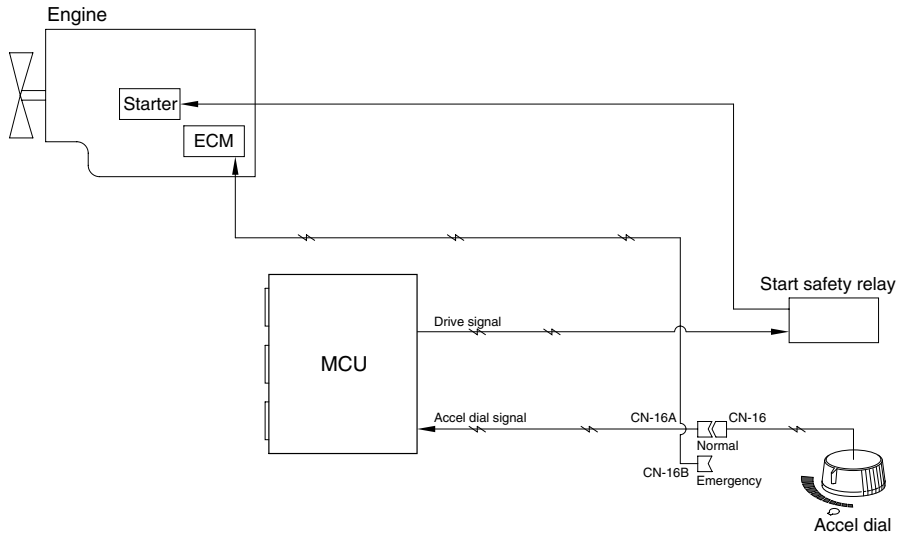 Engine
Starter
ECM
Start safety relay
Drive signal
MCU
Accel dial signal
CN-16A
CN-16
Normal
CN-16B
Emergency
Accel dial